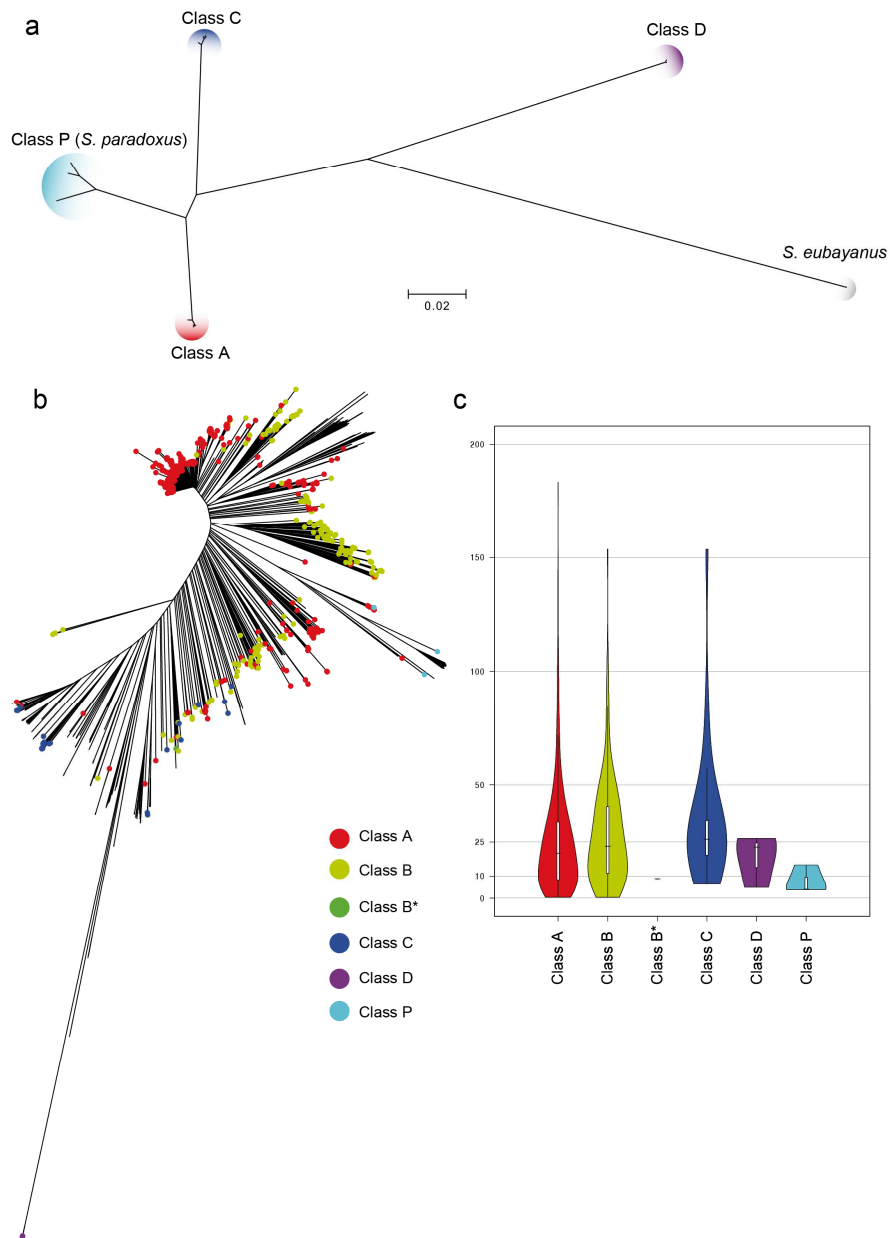 a
Class C
Class D
Class P (S. paradoxus)
S. eubayanus
0.02
Class A
b
c
200
150
100
50
25
10
0
Class A
Class B
Class B*
Class C
Class D
Class P
Class A
Class B
Class B*
Class C
Class D
Class P